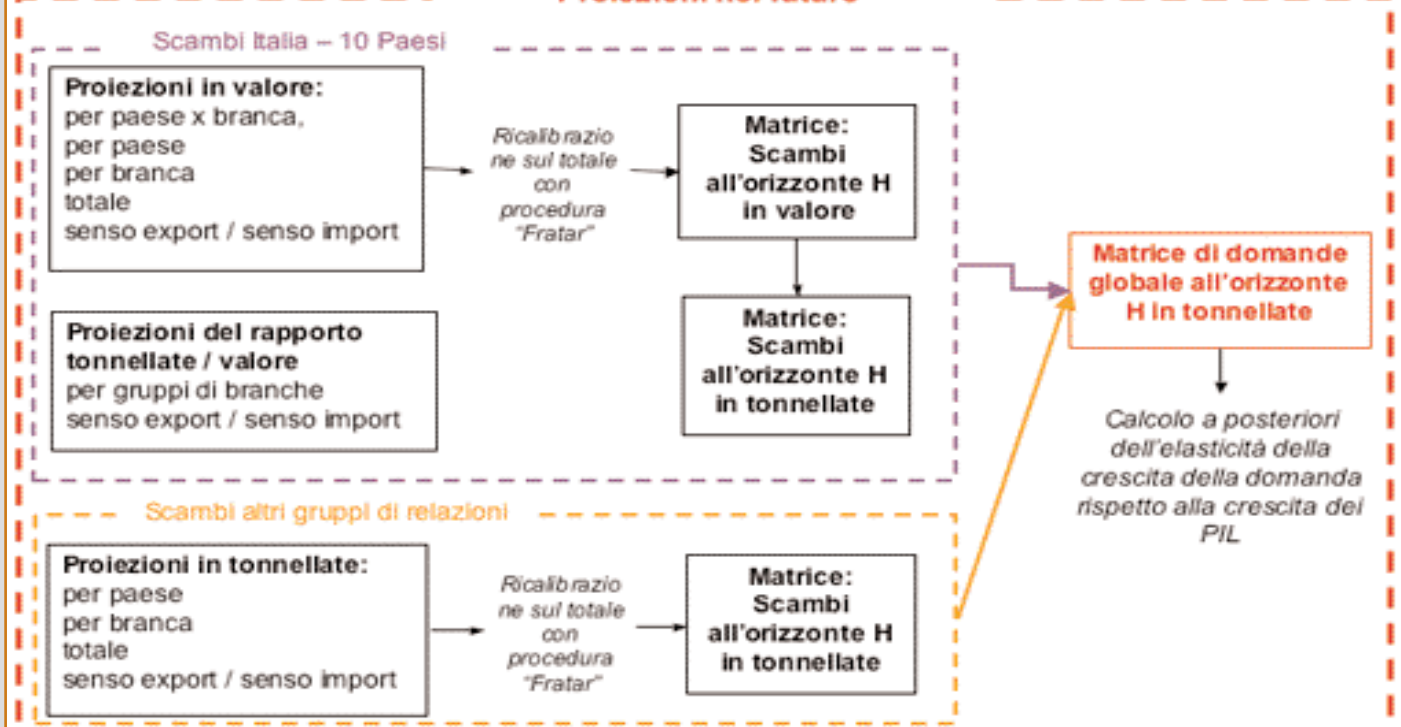 Scambi Italia – 10 Paesi
Proiezioni in valore:
per paese x branca,
per paese
per branca
totale
senso export / senso import
Ricalibrazio
ne sul totale
con
procedura
"Fratar"
Matrice:
Scambi
all'orizzonte H
in valore
Proiezioni del rapporto
tonnellate / valore
per gruppi di branche
senso export / senso import
Matrice:
Scambi
all'orizzonte H
in tonnellate
Matrice di domande
globale all'orizzonte
H in tonnellate
Calcolo a posteriori
dell'elasticità della
crescita della domanda
rispetto alla crescita dei
PIL
Scambi altri gruppi di relazioni
Proiezioni in tonnellate:
per paese
per branca
totale
senso export / senso import
Ricalibrazio
ne sul totale
con
procedura
"Fratar"
Matrice:
Scambi
all'orizzonte H
in tonnellate